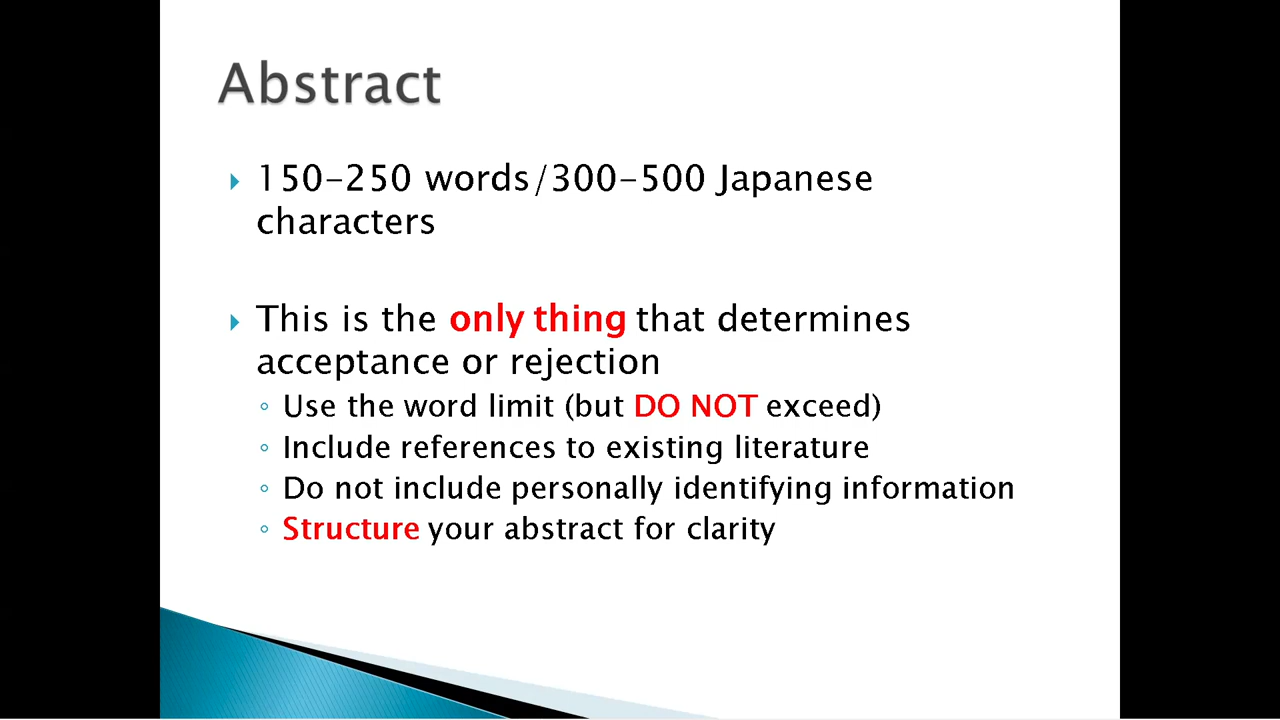 Abstract
150-250 words/300-500 Japanese
characters
This is the only thing that determines
acceptance or rejection
Use the word limit (but DO NOT exceed)
Include references to existing literature
Do not include personally identifying information
Structure your abstract for clarity